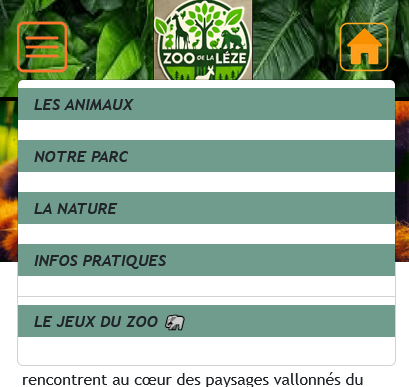 ZOO DE LA LÉZE
LES ANIMAUX
NOTRE PARC
LA NATURE
INFOS PRATIQUES
LE JEUX DU ZOO
rencontrent au cœur des paysages vallonnés du